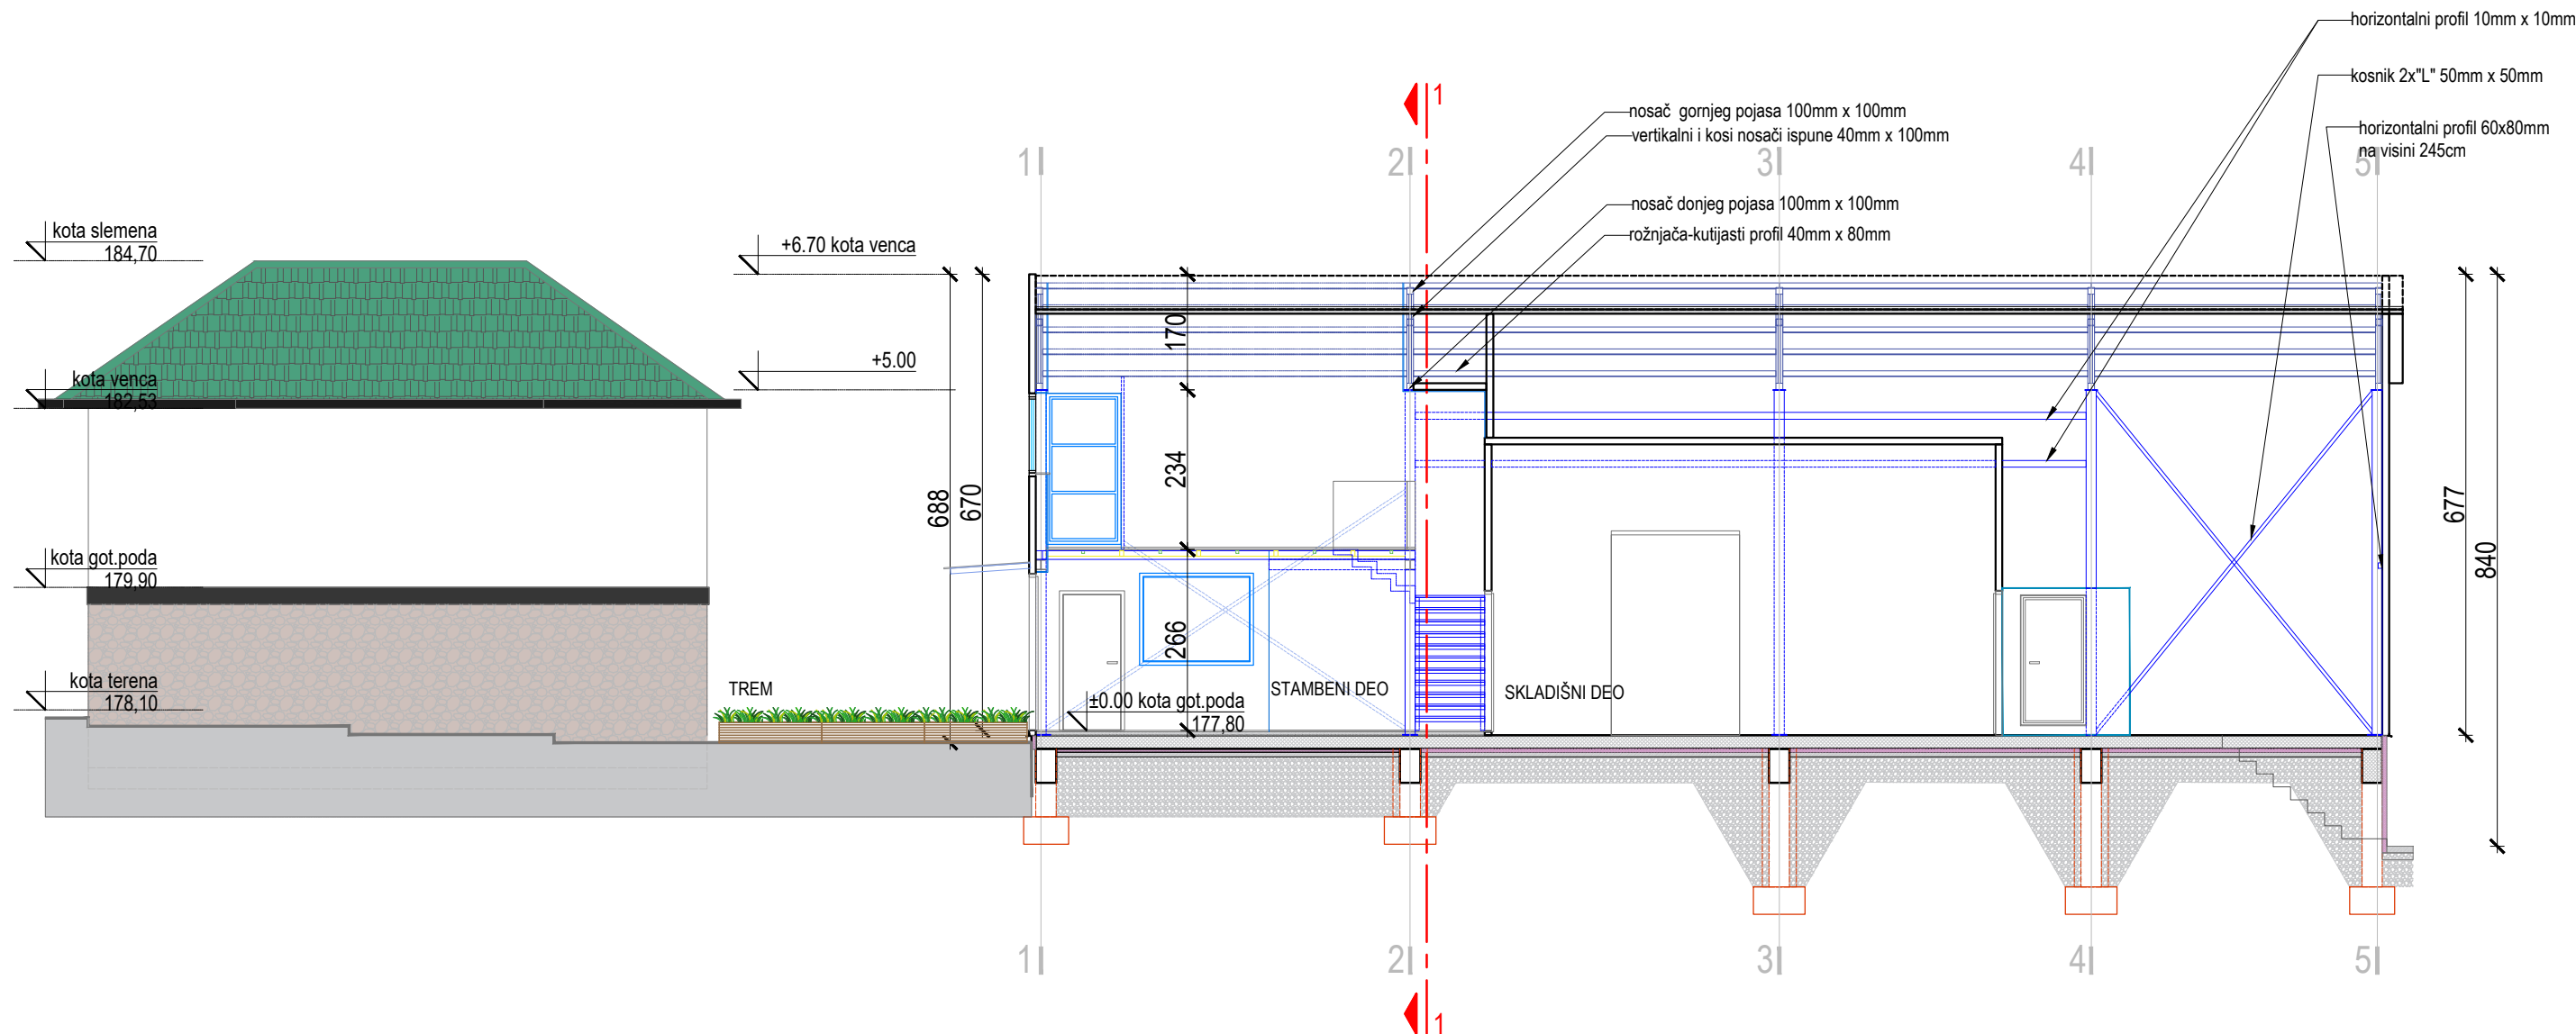 horizontalni profil 10mm x 10mm
kosnik 2x"L" 50mm x 50mm
1
nosač gornjeg pojasa 100mm x 100mm
vertikalni i kosi nosači ispune 40mm x 100mm
horizontalni profil 60x80mm
na visini 245cm
1
2
3
4
5
nosač donjeg pojasa 100mm x 100mm
rožnjača-kutijasti profil 40mm x 80mm
kota slemena
184,70
+6.70 kota venca
170
+5.00
kota venca
182,53
234
688
670
677
840
kota got.poda
179,90
266
kota terena
178,10
TREM
±0.00 kota got.poda
177,80
STAMBENI DEO
SKLADIŠNI DEO
1
2
3
4
5
1